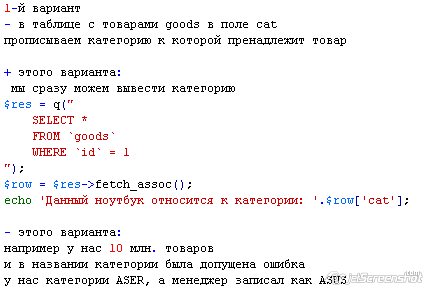 1-й вариант
- в таблице с товарами goods в поле cat
прописываем категорию к которой пренадлежит товар
+ этого варианта:
мы сразу можем вывести категорию
$res = q("
SELECT *
FROM `goods`
WHERE `id` = 1
");
$row = $res->fetch_assoc();
echo 'Данный ноутбук относится к категории: '.$row['cat'];
- этого варианта:
например у нас 10 млн. товаров
и в названии категории была допущена ошибка
у нас категории ASER, а менеджер записал как ASUS